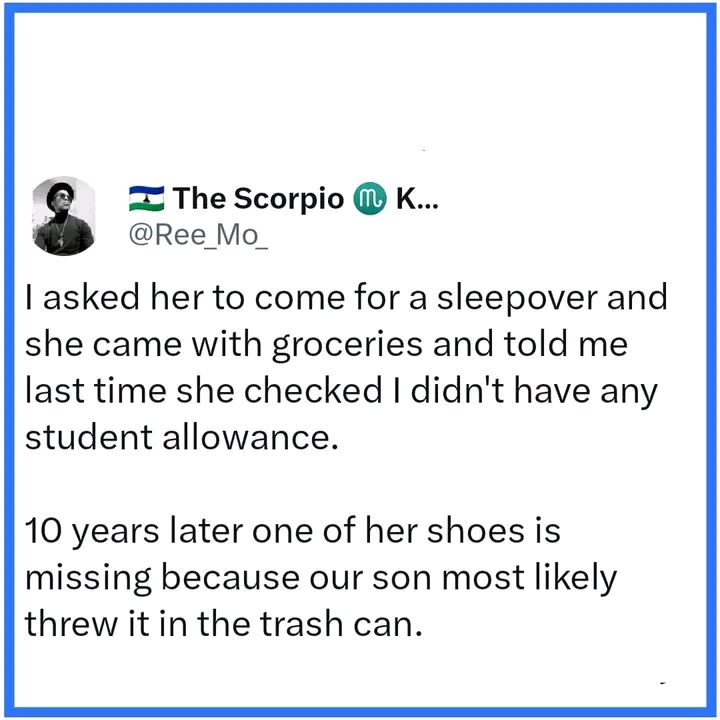 🇱🇸 The Scorpio ♏ K...
@Ree_Mo_
I asked her to come for a sleepover and
she came with groceries and told me
last time she checked I didn't have any
student allowance.
10 years later one of her shoes is
missing because our son most likely
threw it in the trash can.